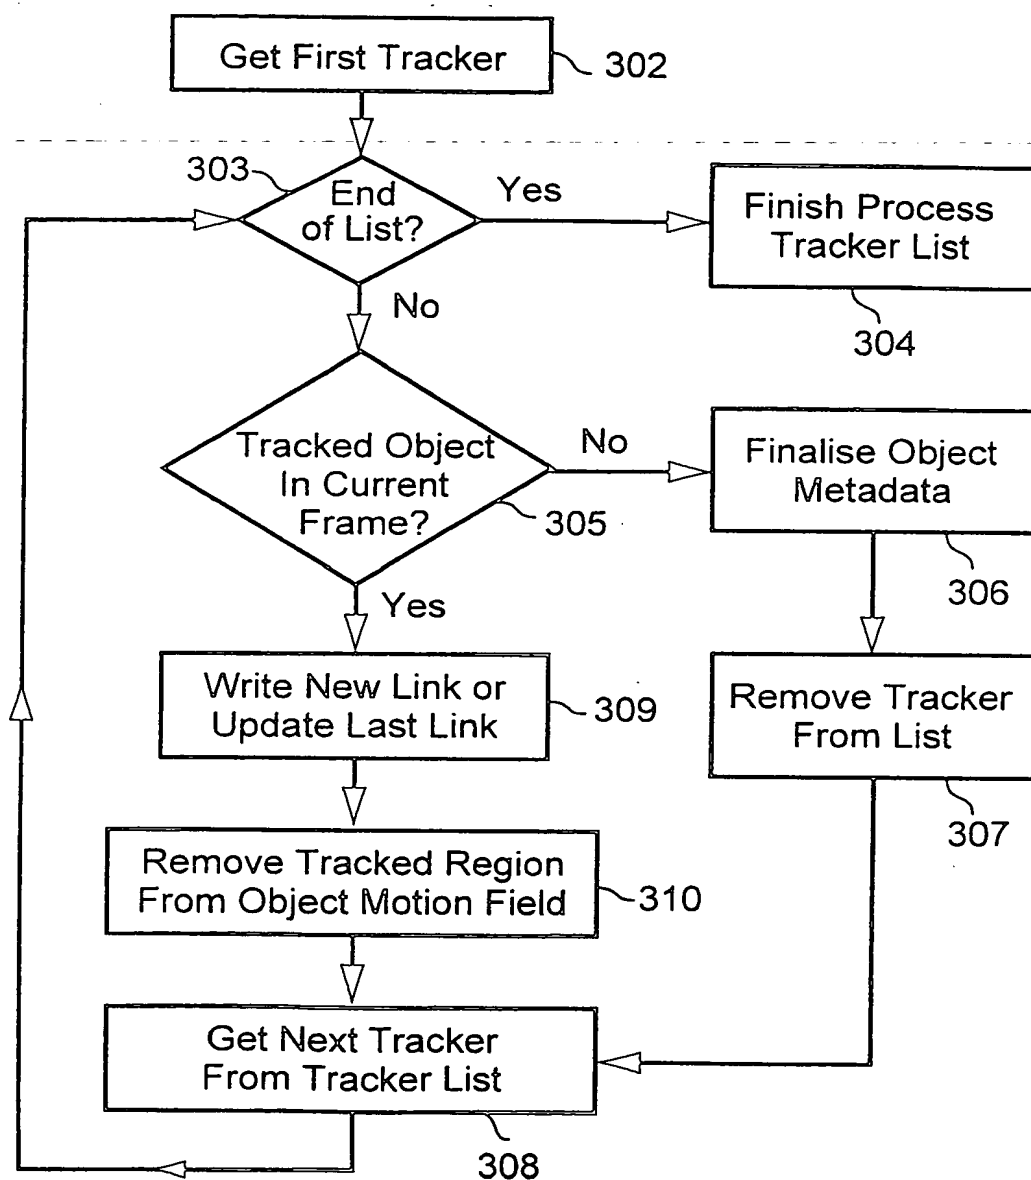 Get First Tracker
302
303
End
of List?
Yes
Finish Process
Tracker List
304
No
Tracked Object
In Current
Frame?
305
No
Finalise Object
Metadata
306
Yes
Write New Link or
Update Last Link
309
Remove Tracker
From List
307
Remove Tracked Region
From Object Motion Field
310
Get Next Tracker
From Tracker List
308